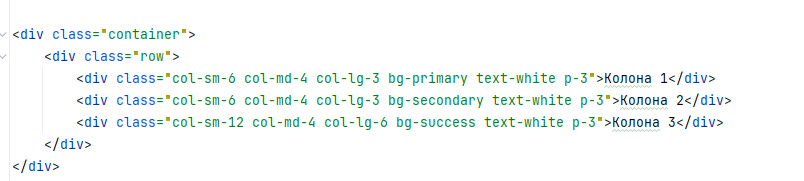 <div class="container">
    <div class="row">
        <div class="col-sm-6 col-md-4 col-lg-3 bg-primary text-white p-3">Колона 1</div>
        <div class="col-sm-6 col-md-4 col-lg-3 bg-secondary text-white p-3">Колона 2</div>
        <div class="col-sm-12 col-md-4 col-lg-6 bg-success text-white p-3">Колона 3</div>
    </div>
</div>